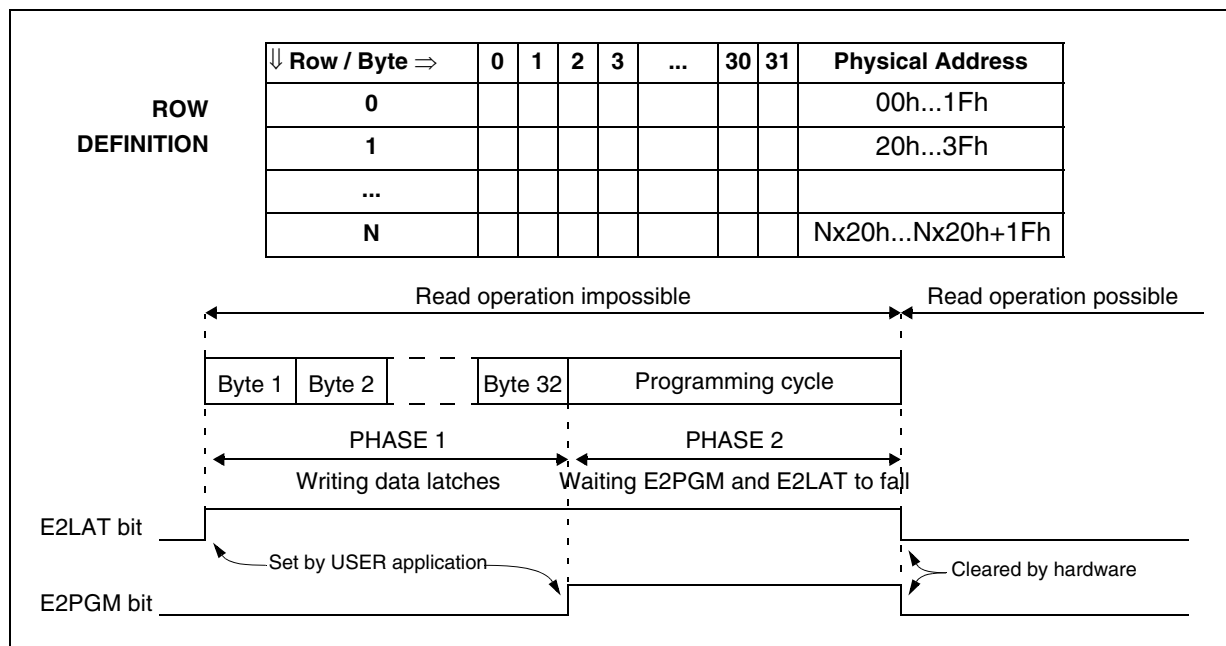 ⇓ Row / Byte ⇒ 0 1 2 3 ... 30 31 Physical Address
ROW DEFINITION
0 00h...1Fh
1 20h...3Fh
...
N Nx20h...Nx20h+1Fh
Read operation impossible Read operation possible
Byte 1 Byte 2 Byte 32 Programming cycle
PHASE 1 PHASE 2
Writing data latches Waiting E2PGM and E2LAT to fall
E2LAT bit
Set by USER application Cleared by hardware
E2PGM bit